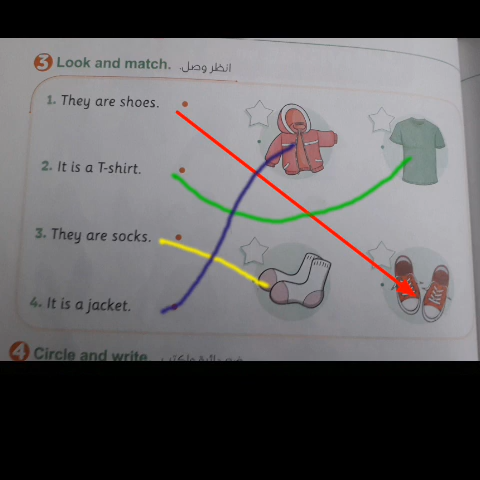 3 Look and match. انظر وصل.
1. They are shoes.
2. It is a T-shirt.
3. They are socks.
4. It is a jacket.
4 Circle and write.